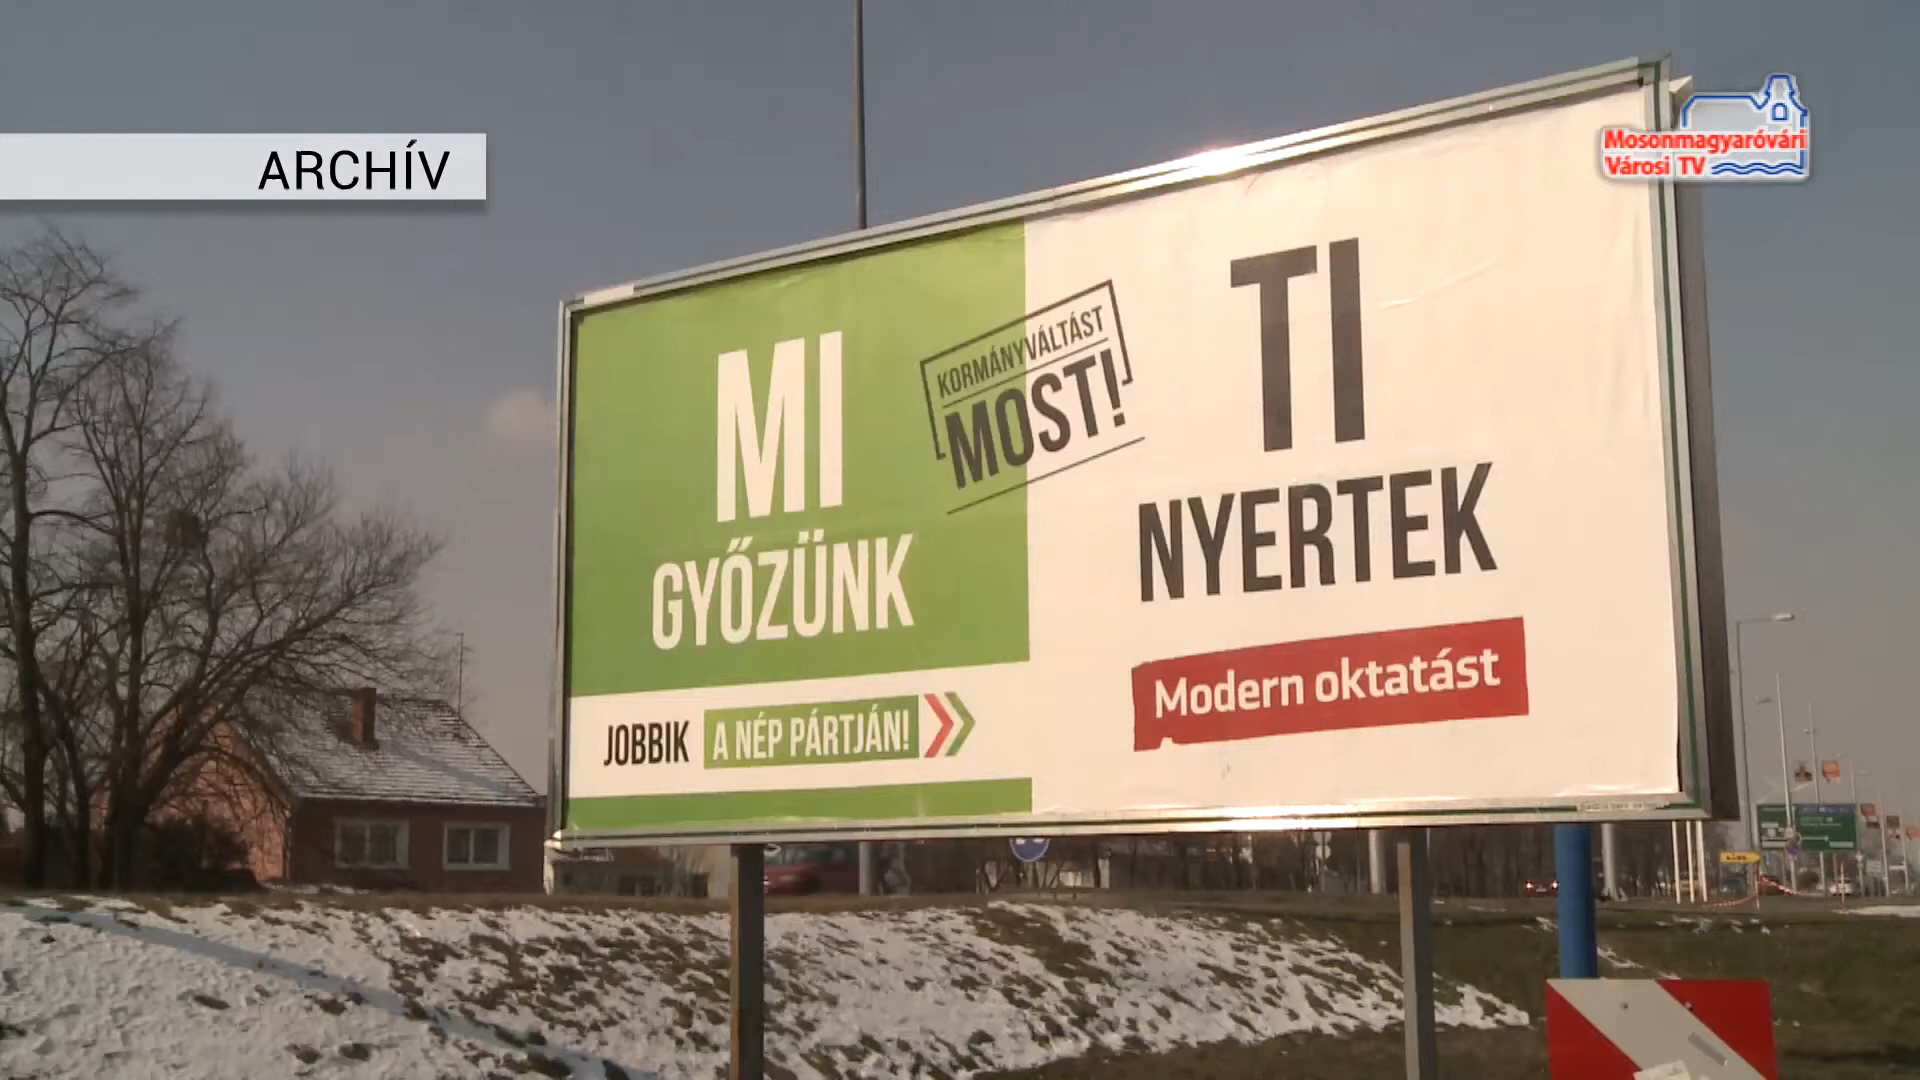 ARCHÍV
Mosonmagyaróvári
Városi TV
MI
GYŐZÜNK
KORMÁNYVÁLTÁST
MOST!
TI
NYERTEK
Modern oktatást
JOBBIK
A NÉP PÁRTJÁN!